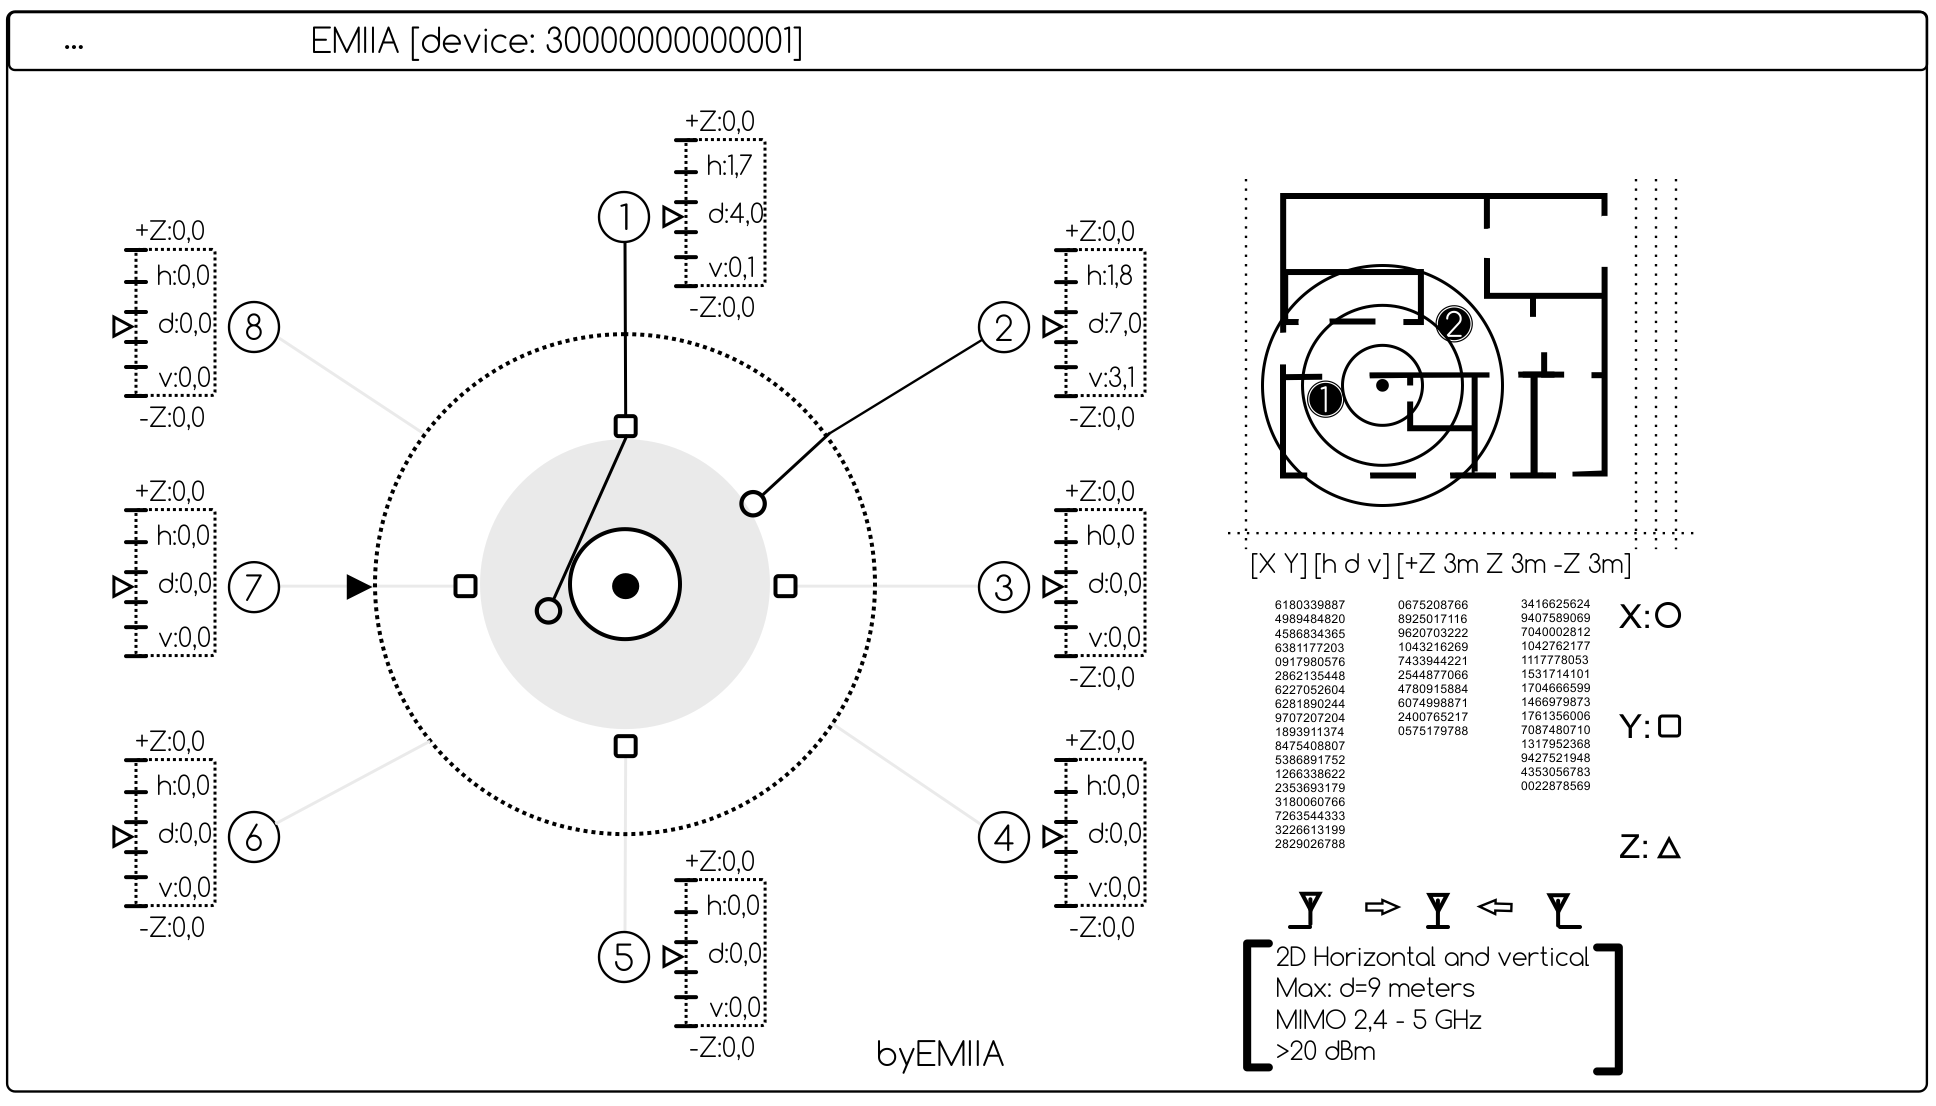 ... EMIIA [device: 30000000000001]
+Z:0,0
h:1,7
1
d:4,0
v:0,1
-Z:0,0
+Z:0,0
h:0,0
8
d:0,0
v:0,0
-Z:0,0
+Z:0,0
h:1,8
2
d:7,0
v:3,1
-Z:0,0
+Z:0,0
h:0,0
7
d:0,0
v:0,0
-Z:0,0
+Z:0,0
h0,0
3
d:0,0
v:0,0
-Z:0,0
+Z:0,0
h:0,0
6
d:0,0
v:0,0
-Z:0,0
+Z:0,0
h:0,0
4
d:0,0
v:0,0
-Z:0,0
+Z:0,0
h:0,0
5
d:0,0
v:0,0
-Z:0,0
byEMIIA
2
1
[X Y] [h d v] [+Z 3m Z 3m -Z 3m]
6180339887
4989484820
4586834365
6381177203
0917980576
2862135448
6227052604
6281890244
9707207204
1893911374
8475408807
5386891752
1266338622
2353693179
3180060766
7263544333
3226613199
2829026788
0675208766
8925017116
9620703222
1043216269
7433944221
2544877066
4780915884
6074998871
2400765217
0575179788
3416625624
9407589069
7040002812
1042762177
1117778053
1531714101
1704666599
1466979873
1761356006
7087480710
1317952368
9427521948
4353056783
0022878569
X:
Y:
Z:
2D Horizontal and vertical
Max: d=9 meters
MIMO 2,4 - 5 GHz
>20 dBm